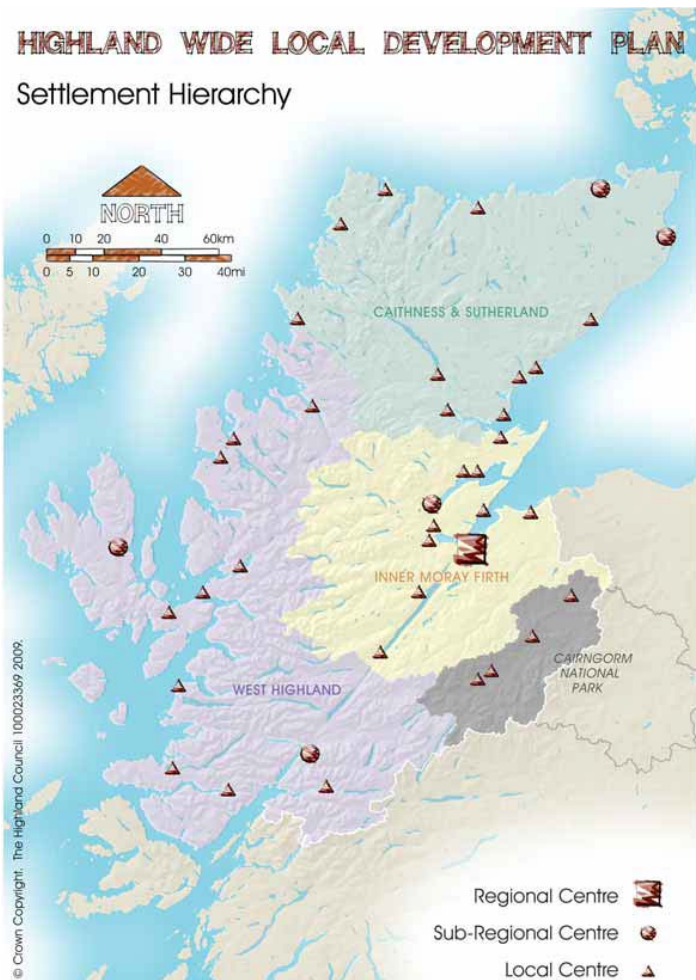 HIGHLAND WIDE LOCAL DEVELOPMENT PLAN
Settlement Hierarchy
NORTH
0 10 20 40 60km
0 5 10 20 30 40mi
CAITHNESS & SUTHERLAND
INNER MORAY FIRTH
CAIRNGORM
NATIONAL
PARK
WEST HIGHLAND
© Crown Copyright. The Highland Council 100023369 2009.
Regional Centre
Sub-Regional Centre
Local Centre